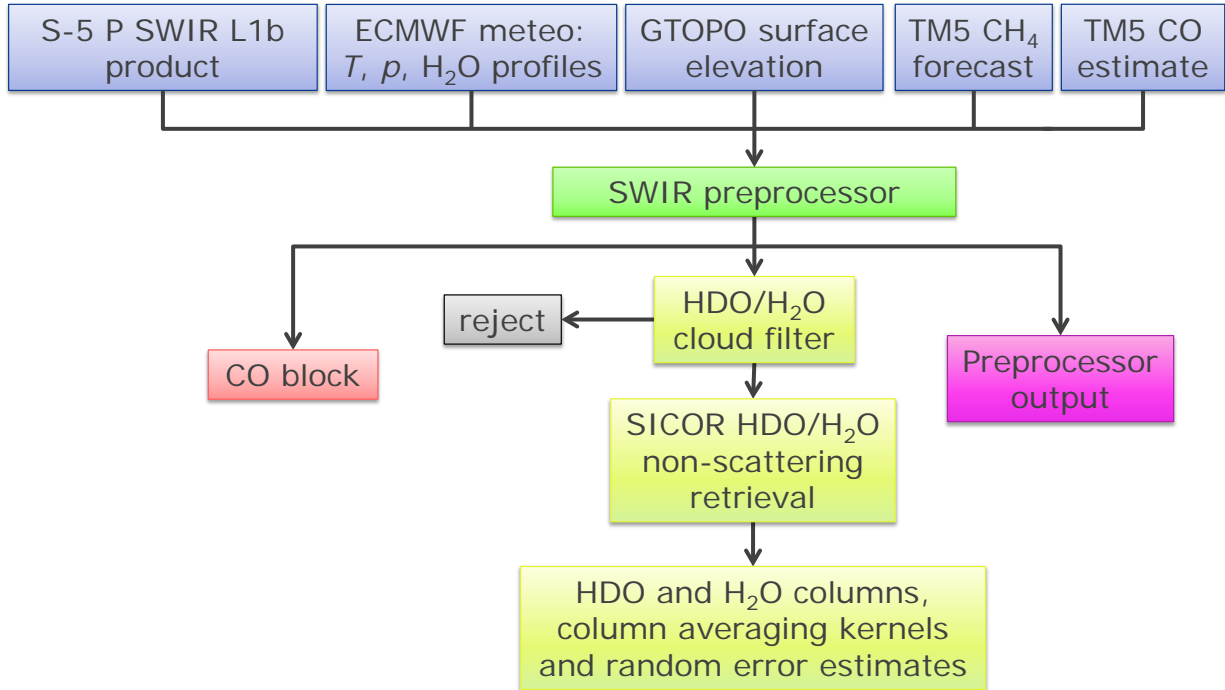 S-5 P SWIR L1b
product
ECMWF meteo:
T, p, H₂O profiles
GTOPO surface
elevation
TM5 CH₄
forecast
TM5 CO
estimate
SWIR preprocessor
HDO/H₂O
cloud filter
reject
CO block
Preprocessor
output
SICOR HDO/H₂O
non-scattering
retrieval
HDO and H₂O columns,
column averaging kernels
and random error estimates